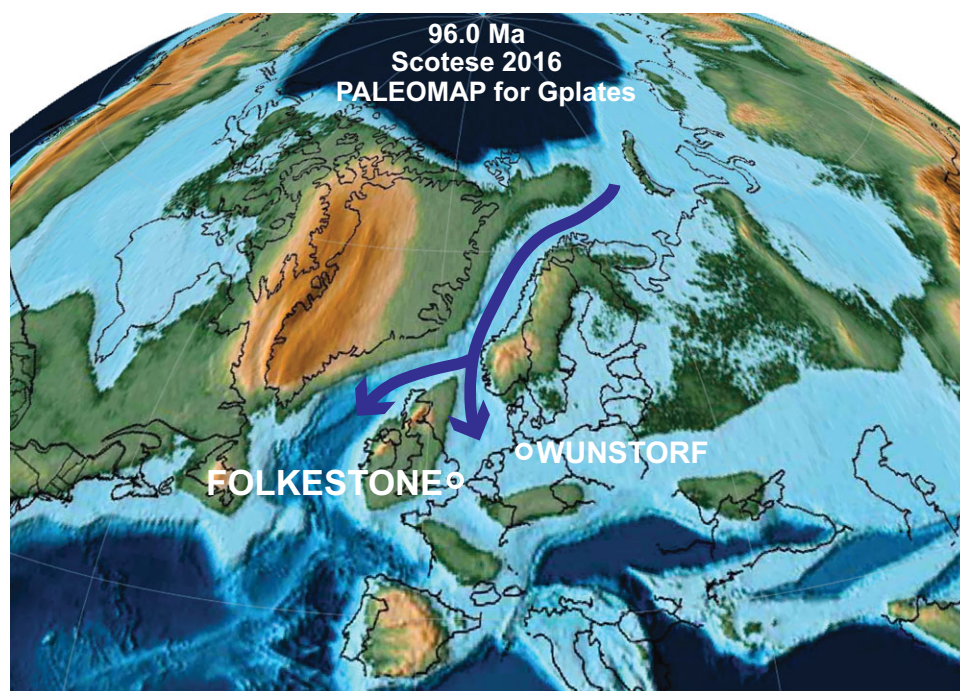 96.0 Ma
Scotese 2016
PALEOMAP for Gplates
WUNSTORF
FOLKESTONE